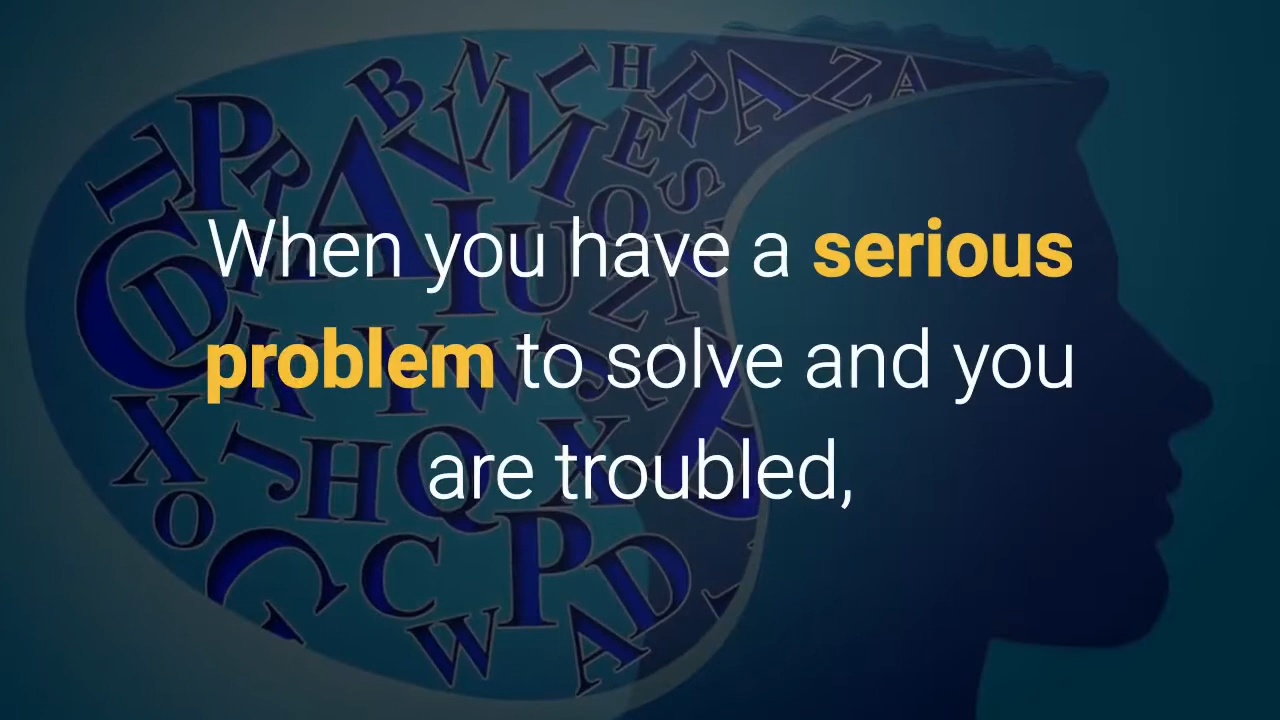 When you have a serious
problem to solve and you
are troubled,